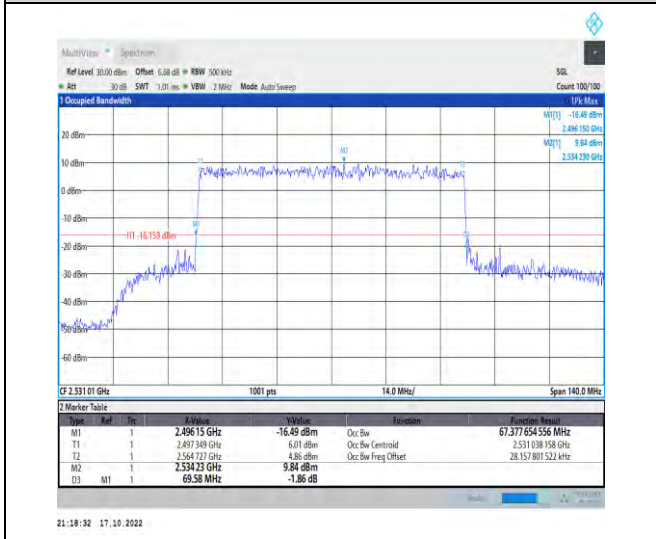 MultiView Spectrum
Ref Level 30.00 dBm Offset 6.68 dB RBW 500 kHz SGL
Att 30 dB SWT 1.01 ms VBW 2 MHz Mode Auto Sweep Count 100/100
1 Occupied Bandwidth 1Pk Max
M1[1] -16.49 dBm
2.496 150 GHz
20 dBm
M2[1] 9.84 dBm
2.534 230 GHz
M2
10 dBm
0 dBm
-10 dBm
M1
H1 -16.159 dBm
-20 dBm
-30 dBm
-40 dBm
-50 dBm
-60 dBm
CF 2.531 01 GHz 1001 pts 14.0 MHz/ Span 140.0 MHz
2 Marker Table
Type Ref Trc X-Value Y-Value Function Function Result
M1 1 2.496 15 GHz -16.49 dBm Occ Bw 67.377 654 556 MHz
T1 1 2.497 349 GHz 6.01 dBm Occ Bw Centroid 2.531 038 158 GHz
T2 1 2.564 727 GHz 4.86 dBm Occ Bw Freq Offset 28.157 801 522 kHz
M2 1 2.534 23 GHz 9.84 dBm
D3 M1 1 69.58 MHz -1.86 dB
21:18:32 17.10.2022